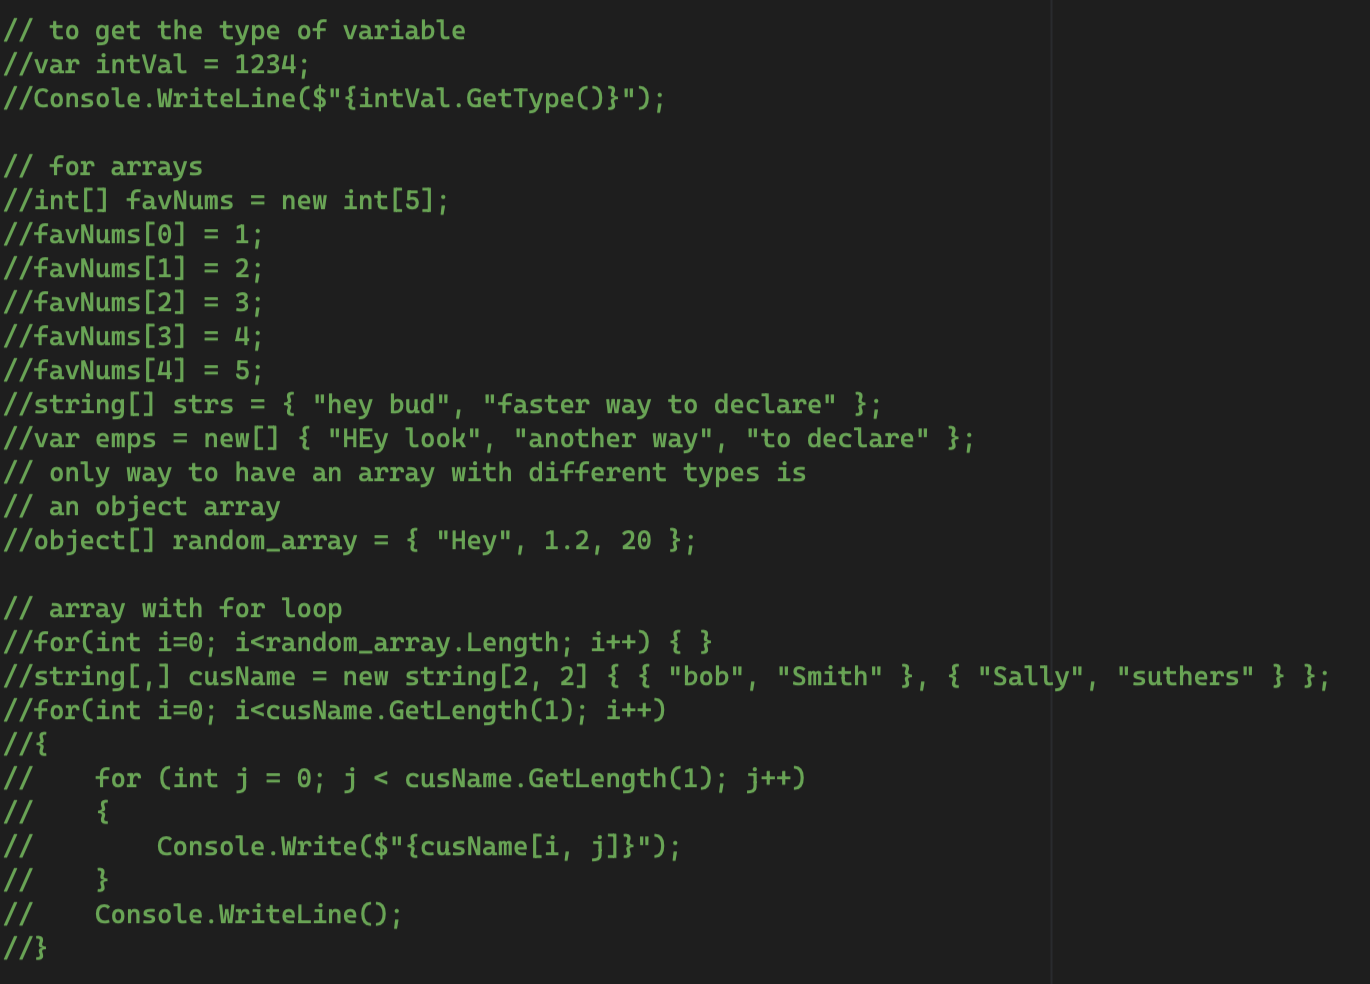 // to get the type of variable
//var intVal = 1234;
//Console.WriteLine($"{intVal.GetType()}");

// for arrays
//int[] favNums = new int[5];
//favNums[0] = 1;
//favNums[1] = 2;
//favNums[2] = 3;
//favNums[3] = 4;
//favNums[4] = 5;
//string[] strs = { "hey bud", "faster way to declare" };
//var emps = new[] { "HEy look", "another way", "to declare" };
// only way to have an array with different types is
// an object array
//object[] random_array = { "Hey", 1.2, 20 };

// array with for loop
//for(int i=0; i<random_array.Length; i++) { }
//string[,] cusName = new string[2, 2] { { "bob", "Smith" }, { "Sally", "suthers" } };
//for(int i=0; i<cusName.GetLength(1); i++)
//{
//    for (int j = 0; j < cusName.GetLength(1); j++)
//    {
//        Console.Write($"{cusName[i, j]}");
//    }
//    Console.WriteLine();
//}